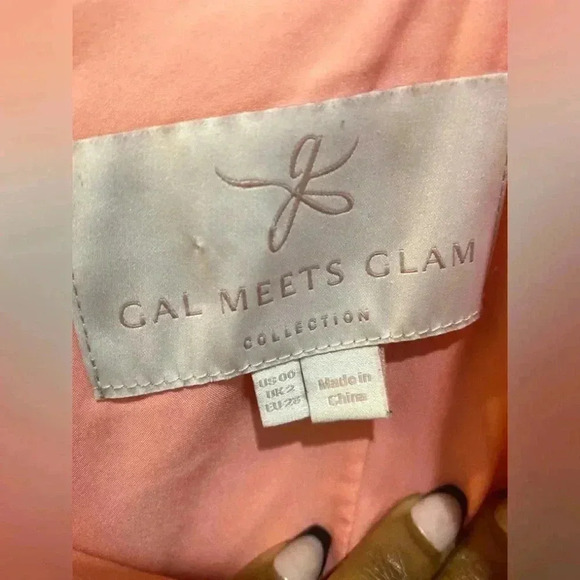 g
GAL MEETS GLAM
COLLECTION
US 00
UK 2
EU 28
Made in
China